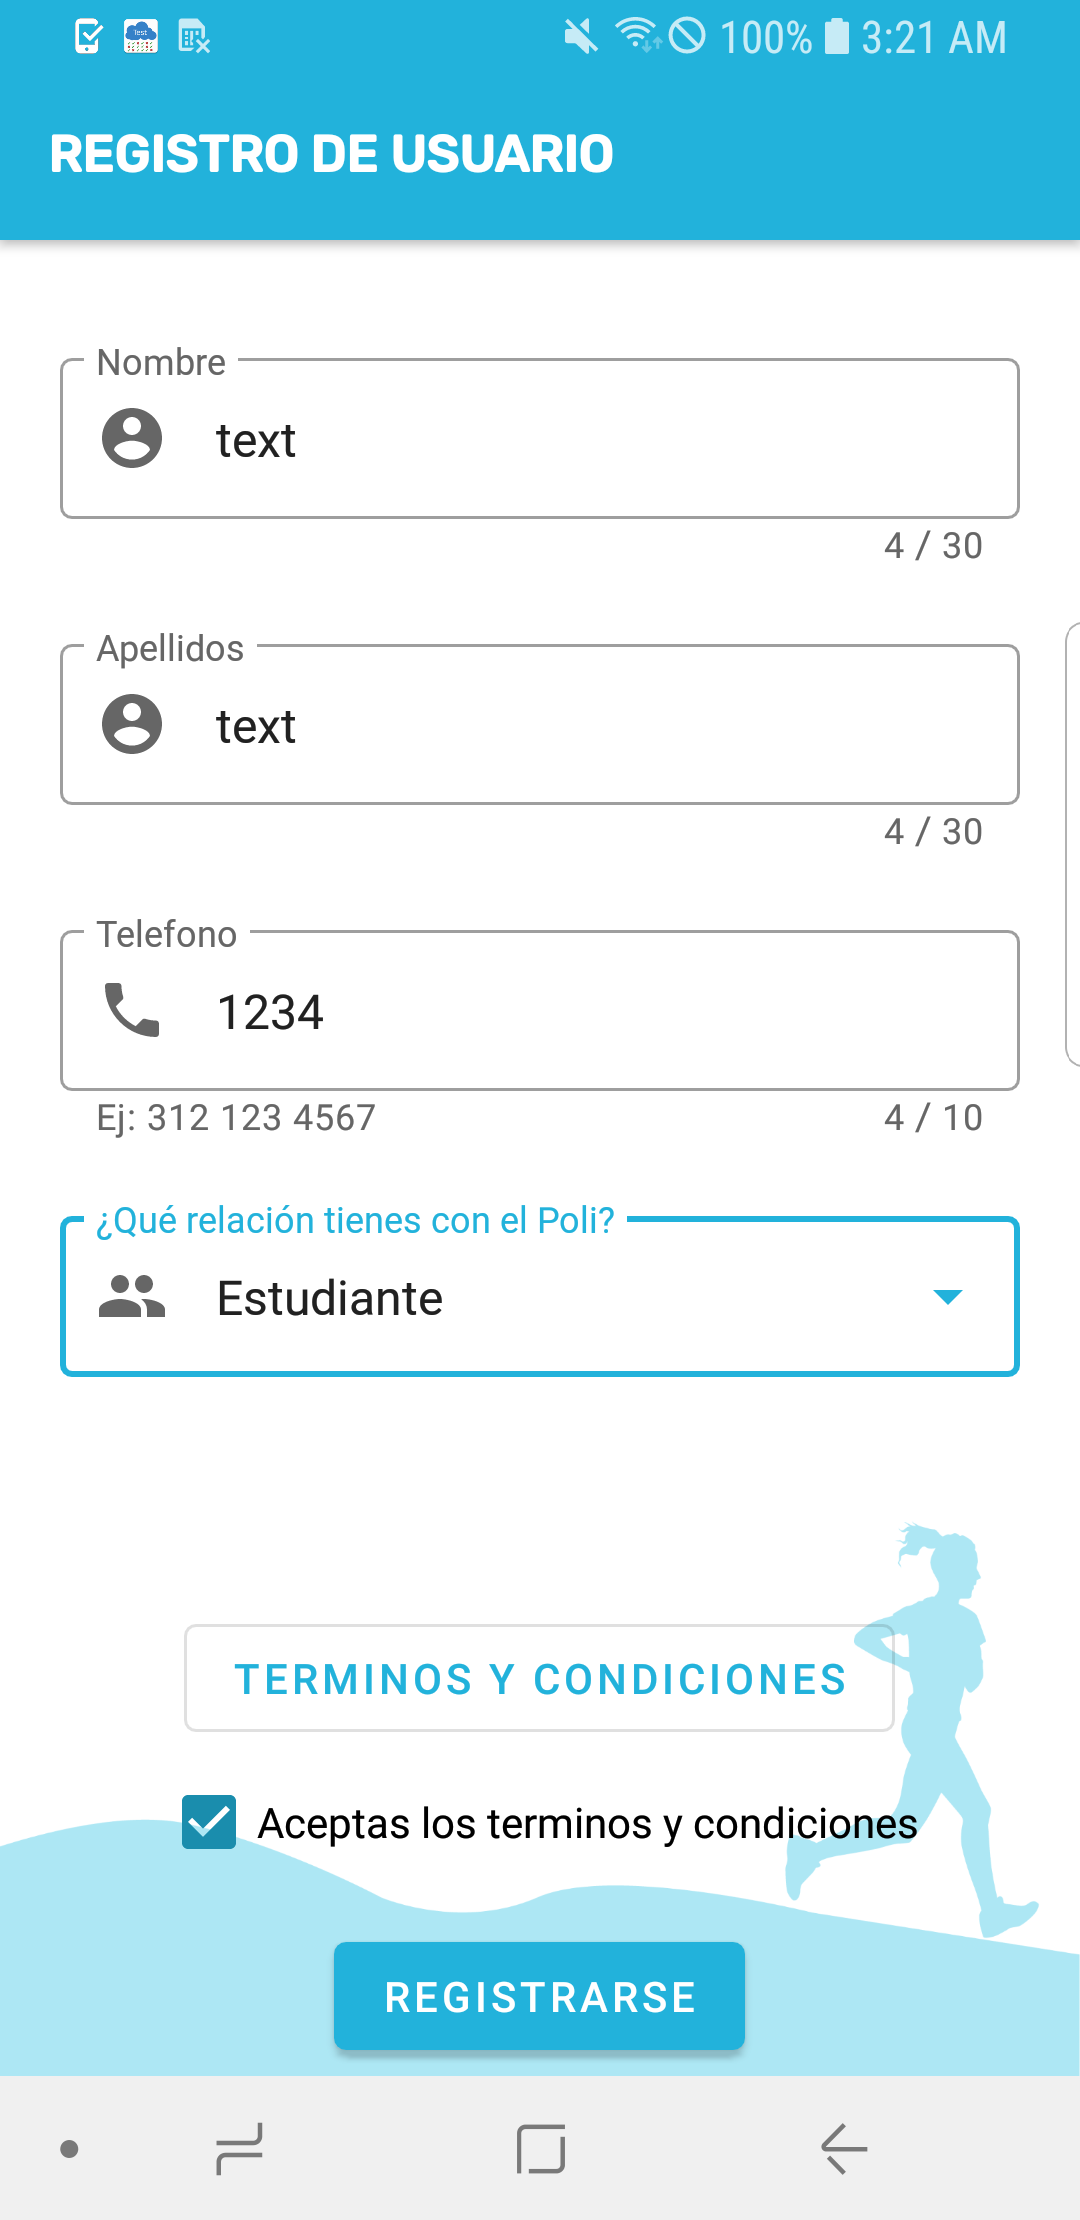 Test
100% 3:21 AM
REGISTRO DE USUARIO
Nombre
text
4 / 30
Apellidos
text
4 / 30
Telefono
1234
Ej: 312 123 4567 4 / 10
¿Qué relación tienes con el Poli?
Estudiante
TERMINOS Y CONDICIONES
Aceptas los terminos y condiciones
REGISTRARSE